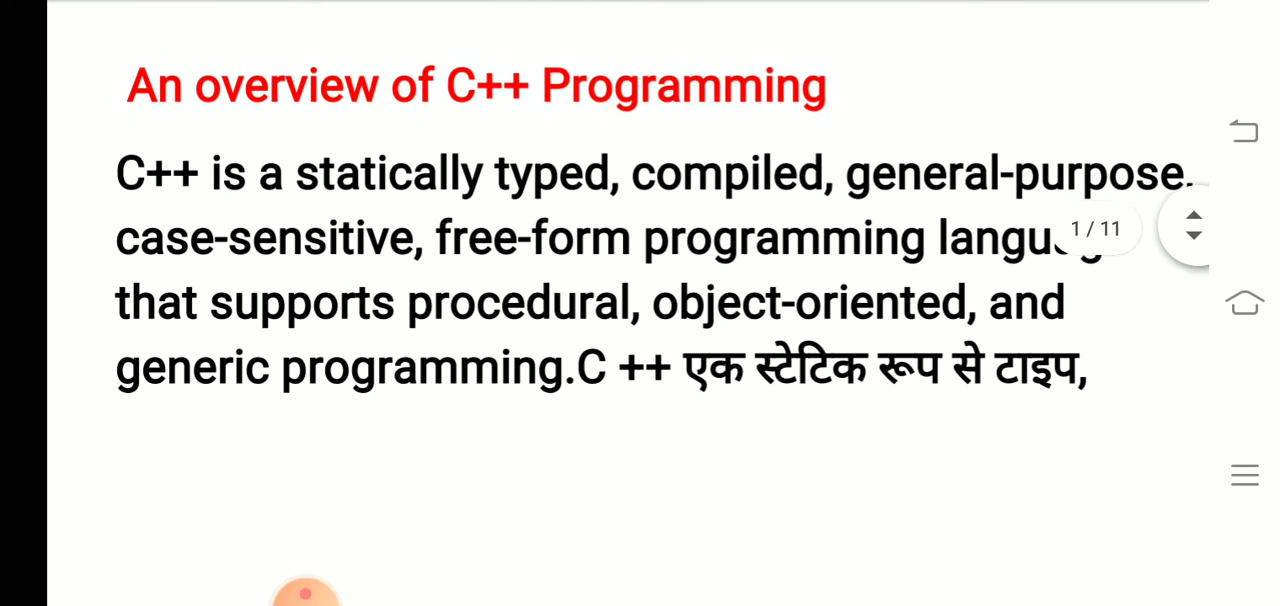 An overview of C++ Programming
C++ is a statically typed, compiled, general-purpose,
case-sensitive, free-form programming
1 / 11
that supports procedural, object-oriented, and
generic programming.C ++ एक स्टेटिक रूप से टाइप,